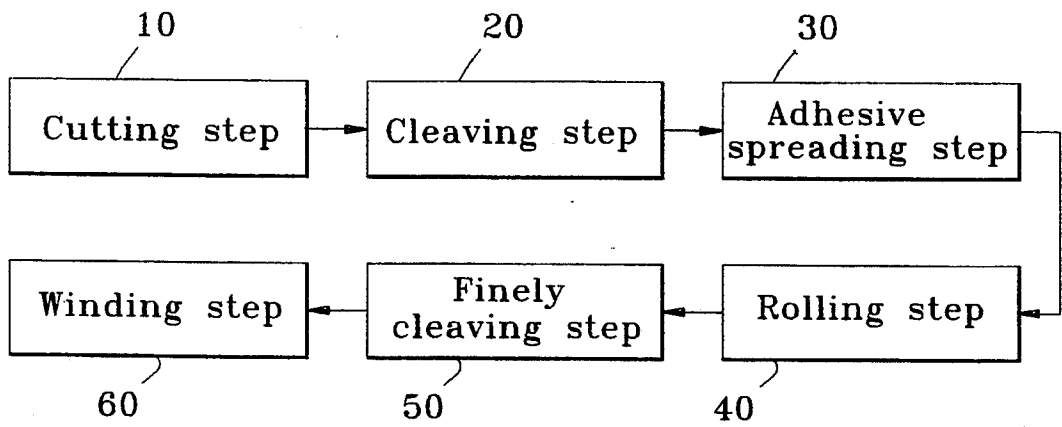 10
20
30
Cutting step
Cleaving step
Adhesive
spreading step
Winding step
Finely
cleaving step
Rolling step
60
50
40